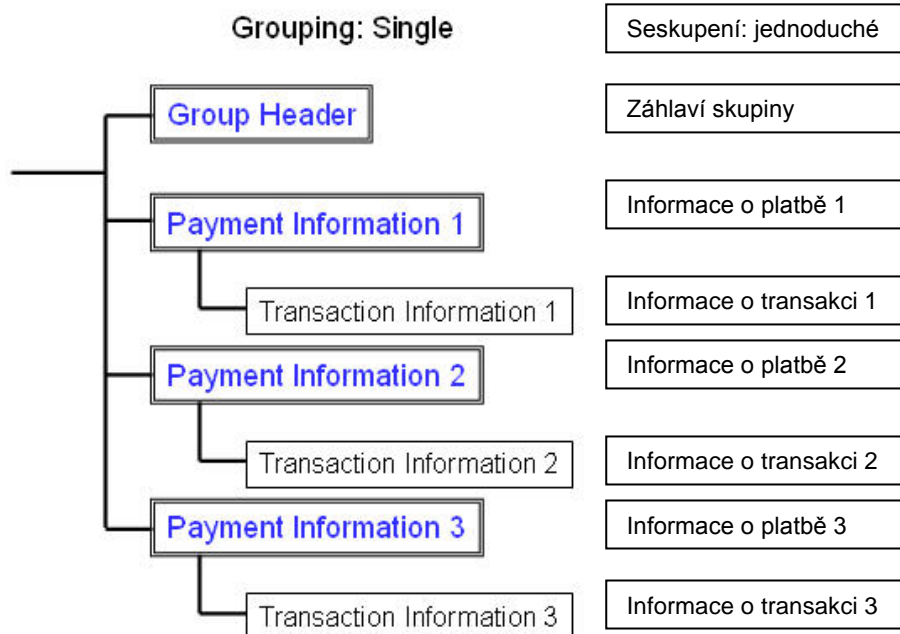 Grouping: Single
Seskupení: jednoduché
Group Header
Záhlaví skupiny
Payment Information 1
Informace o platbě 1
Transaction Information 1
Informace o transakci 1
Payment Information 2
Informace o platbě 2
Transaction Information 2
Informace o transakci 2
Payment Information 3
Informace o platbě 3
Transaction Information 3
Informace o transakci 3